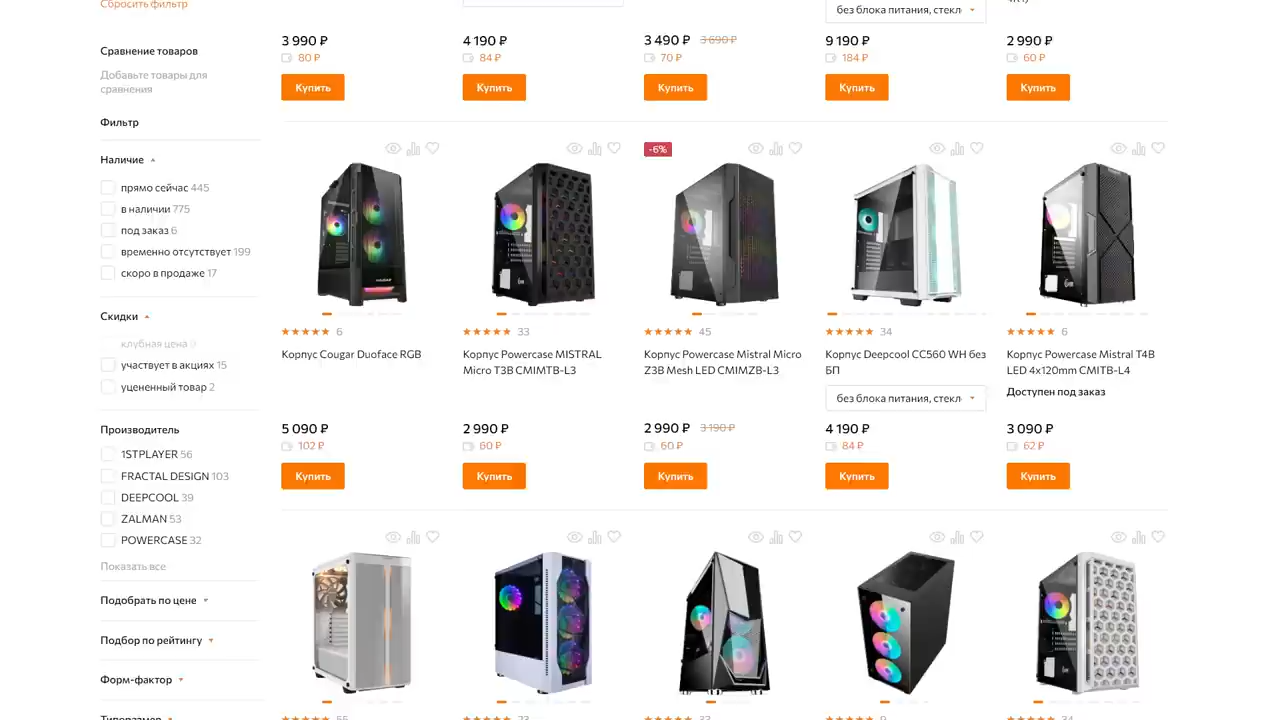 Сбросить фильтр
Сравнение товаров
Добавьте товары для
сравнения
Фильтр
Наличие
прямо сейчас 445
в наличии 775
под заказ 6
временно отсутствует 199
скоро в продаже 17
Скидки
клубная цена 0
участвует в акциях 15
уцененный товар 2
Производитель
1STPLAYER 56
FRACTAL DESIGN 103
DEEPCOOL 39
ZALMAN 53
POWERCASE 32
Показать все
Подобрать по цене
Подбор по рейтингу
Форм-фактор
Типоразмер
без блока питания, стекл
3 990 ₽ 4 190 ₽ 3 490 ₽ 3 690 ₽ 9 190 ₽ 2 990 ₽
80 ₽ 84 ₽ 70 ₽ 184 ₽ 60 ₽
Купить Купить Купить Купить Купить
-6%
6 33 45 34 6
Корпус Cougar Duoface RGB
Корпус Powercase MISTRAL
Micro T3B CMIMTB-L3
Корпус Powercase Mistral Micro
Z3B Mesh LED CMIMZB-L3
Корпус Deepcool CC560 WH без
БП
без блока питания, стекл
Корпус Powercase Mistral T4B
LED 4x120mm CMITB-L4
Доступен под заказ
5 090 ₽ 2 990 ₽ 2 990 ₽ 3 190 ₽ 4 190 ₽ 3 090 ₽
102 ₽ 60 ₽ 60 ₽ 84 ₽ 62 ₽
Купить Купить Купить Купить Купить
55 23 33 9 34